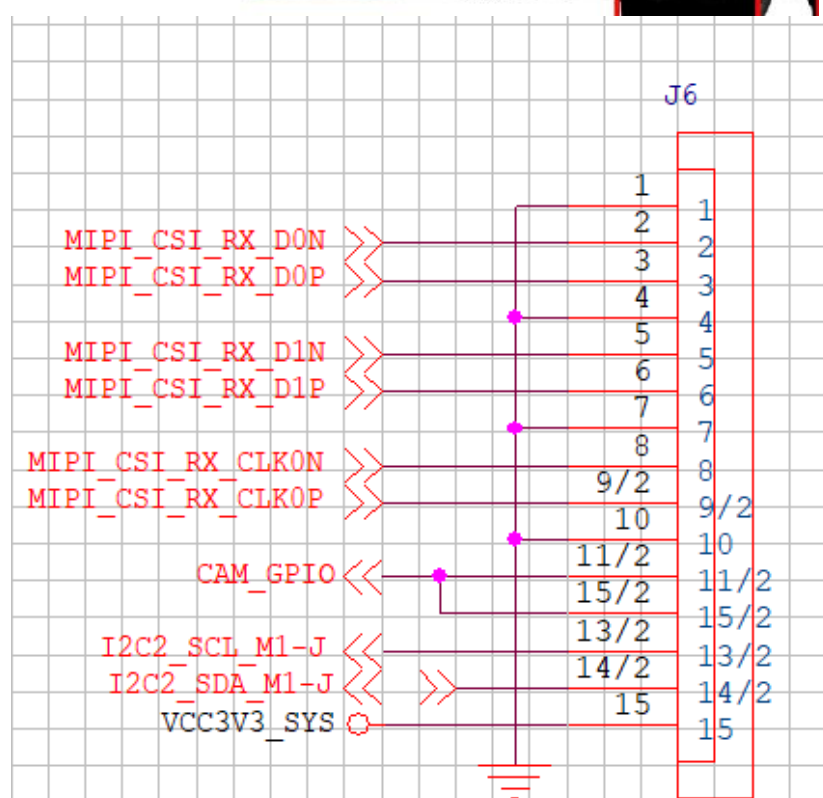 J6
1 1
MIPI_CSI_RX_D0N 2 2
MIPI_CSI_RX_D0P 3 3
4 4
MIPI_CSI_RX_D1N 5 5
MIPI_CSI_RX_D1P 6 6
7 7
MIPI_CSI_RX_CLK0N 8 8
MIPI_CSI_RX_CLK0P 9/2 9/2
10 10
CAM_GPIO 11/2 11/2
15/2 15/2
I2C2_SCL_M1-J 13/2 13/2
I2C2_SDA_M1-J 14/2 14/2
VCC3V3_SYS 15 15